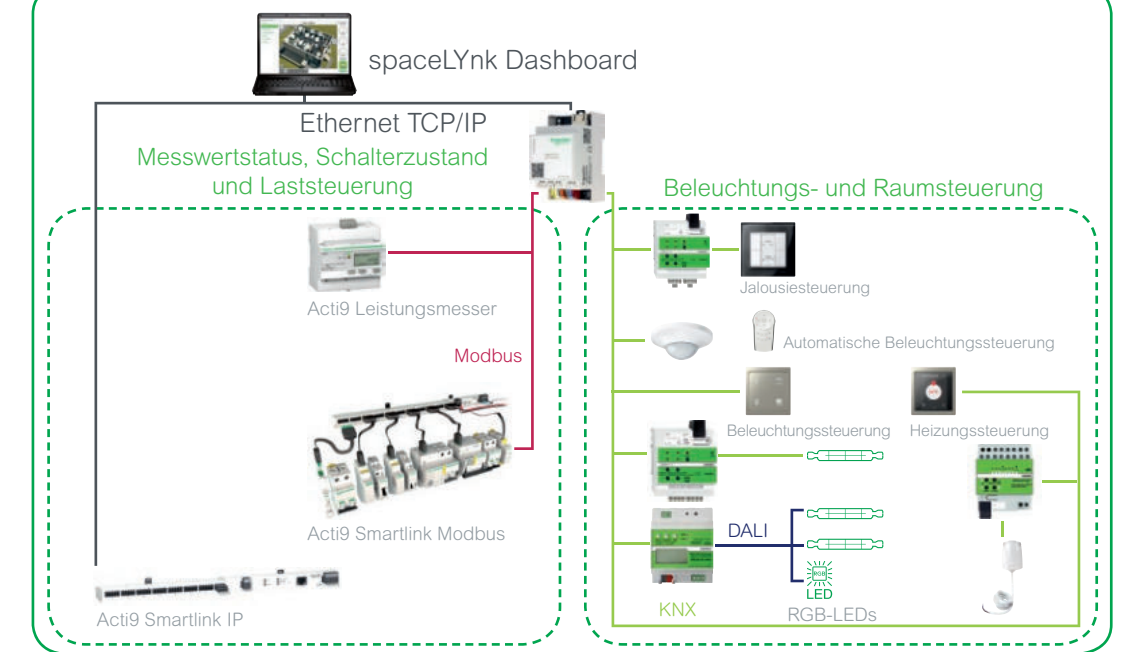 spaceLYnk Dashboard
Ethernet TCP/IP
Messwertstatus, Schalterzustand
und Laststeuerung
Beleuchtungs- und Raumsteuerung
Acti9 Leistungsmesser
Jalousiesteuerung
Automatische Beleuchtungssteuerung
Modbus
Beleuchtungssteuerung
Heizungssteuerung
Acti9 Smartlink Modbus
DALI
RGB
LED
KNX
RGB-LEDs
Acti9 Smartlink IP